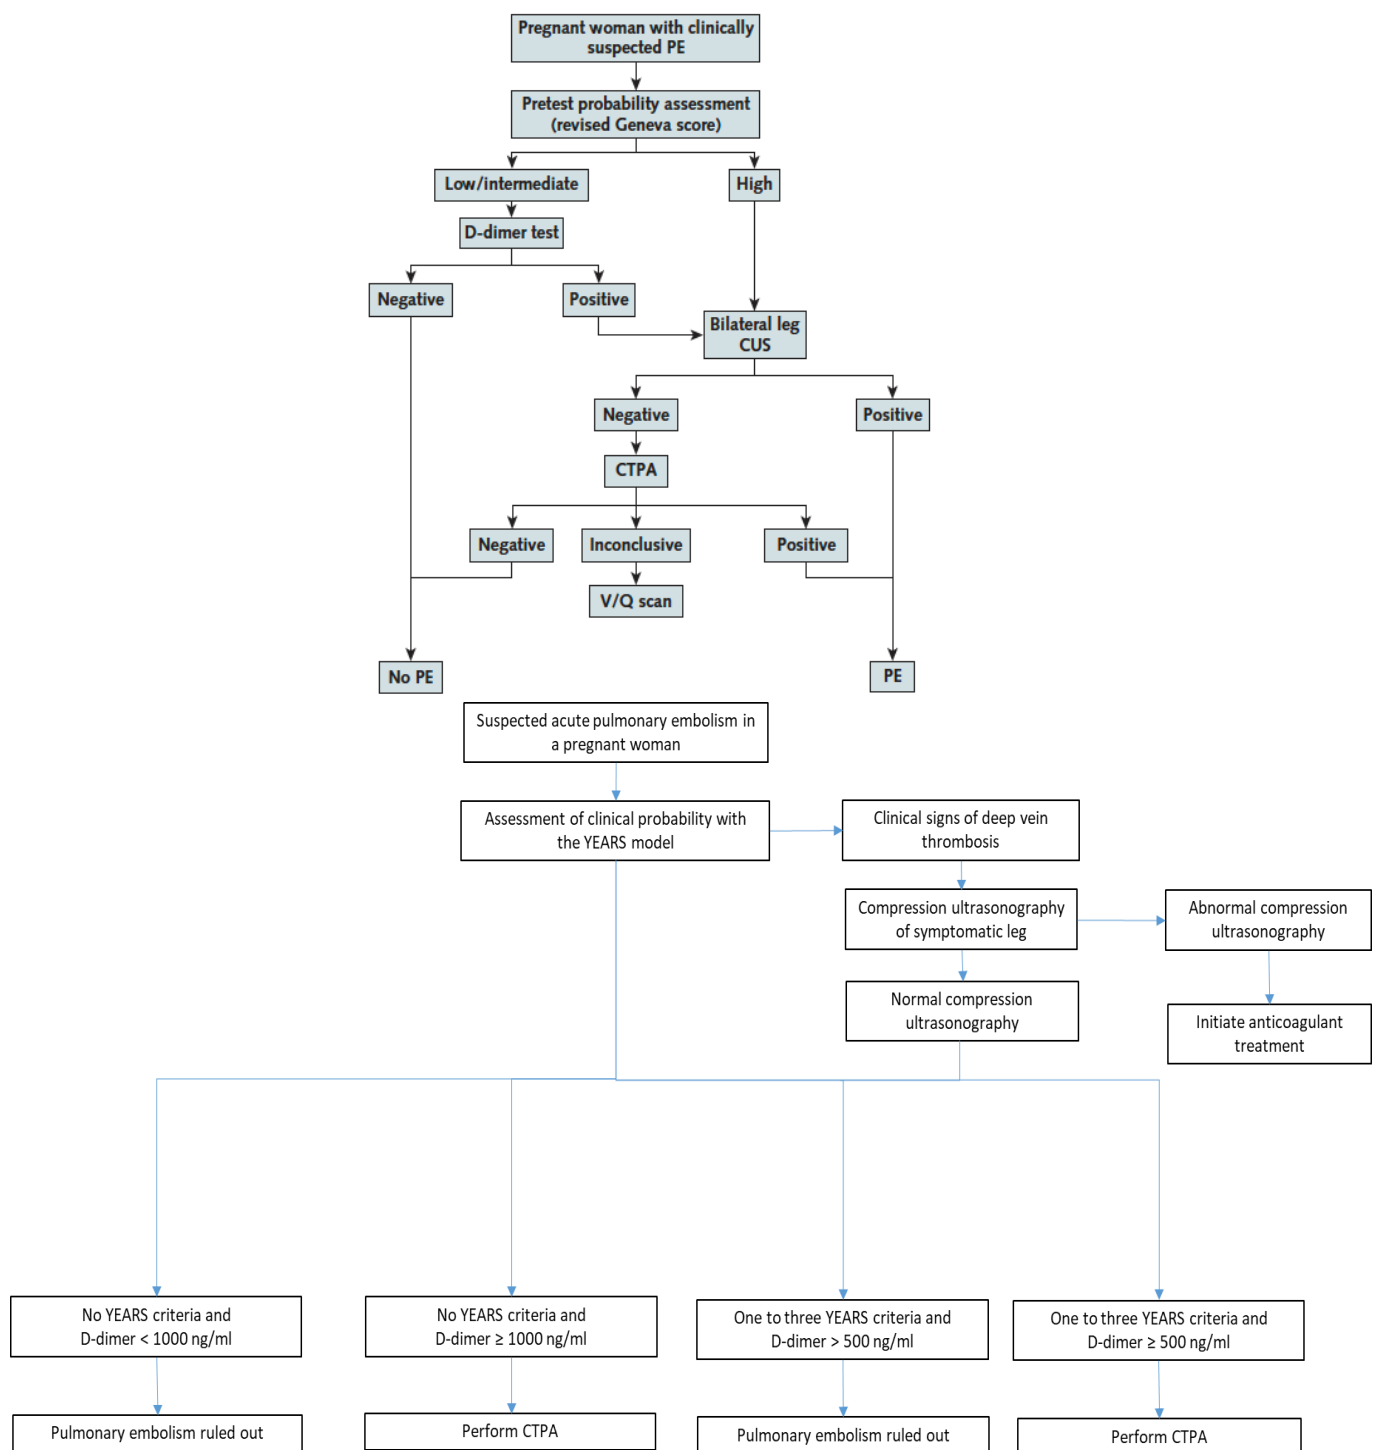 Pregnant woman with clinically
suspected PE
Pretest probability assessment
(revised Geneva score)
Low/intermediate
High
D-dimer test
Negative
Positive
Bilateral leg
CUS
Negative
Positive
CTPA
Negative
Inconclusive
Positive
V/Q scan
No PE
PE
Suspected acute pulmonary embolism in
a pregnant woman
Assessment of clinical probability with
the YEARS model
Clinical signs of deep vein
thrombosis
Compression ultrasonography
of symptomatic leg
Abnormal compression
ultrasonography
Normal compression
ultrasonography
Initiate anticoagulant
treatment
No YEARS criteria and
D-dimer < 1000 ng/ml
No YEARS criteria and
D-dimer ≥ 1000 ng/ml
One to three YEARS criteria and
D-dimer > 500 ng/ml
One to three YEARS criteria and
D-dimer ≥ 500 ng/ml
Pulmonary embolism ruled out
Perform CTPA
Pulmonary embolism ruled out
Perform CTPA